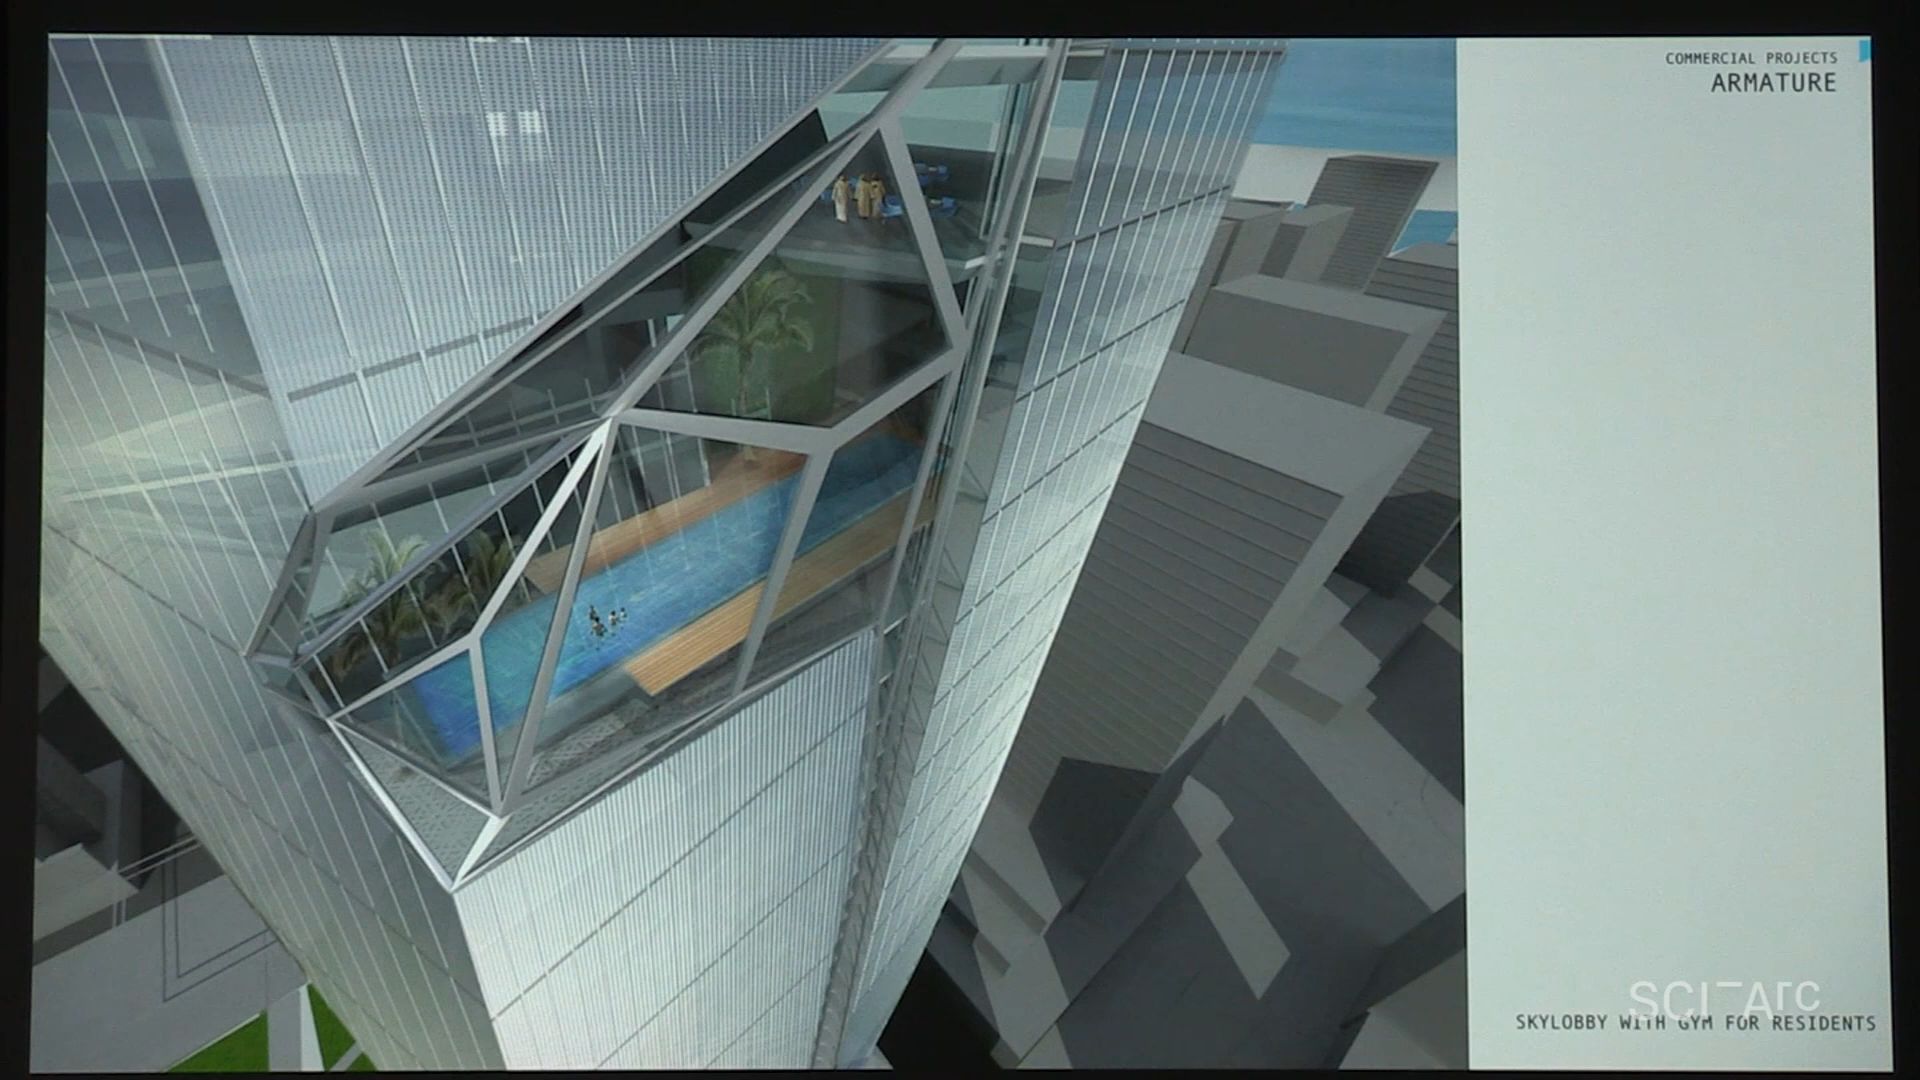 COMMERCIAL PROJECTS
ARMATURE
SCI-Arc
SKYLOBBY WITH GYM FOR RESIDENTS